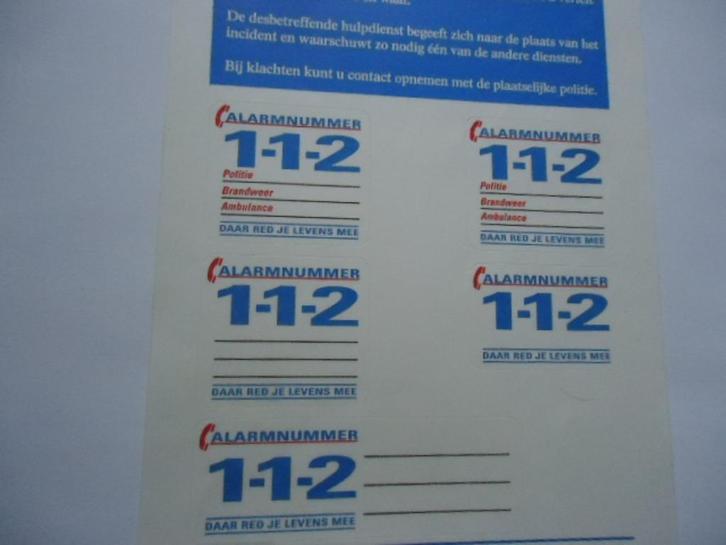 De desbetreffende hulpdienst begeeft zich naar de plaats van het
incident en waarschuwt zo nodig één van de andere diensten.
Bij klachten kunt u contact opnemen met de plaatselijke politie.
ALARMNUMMER
1-1-2
Politie
Brandweer
Ambulance
DAAR RED JE LEVENS MEE
ALARMNUMMER
1-1-2
Politie
Brandweer
Ambulance
DAAR RED JE LEVENS MEE
ALARMNUMMER
1-1-2
DAAR RED JE LEVENS MEE
ALARMNUMMER
1-1-2
DAAR RED JE LEVENS MEE
ALARMNUMMER
1-1-2
DAAR RED JE LEVENS MEE